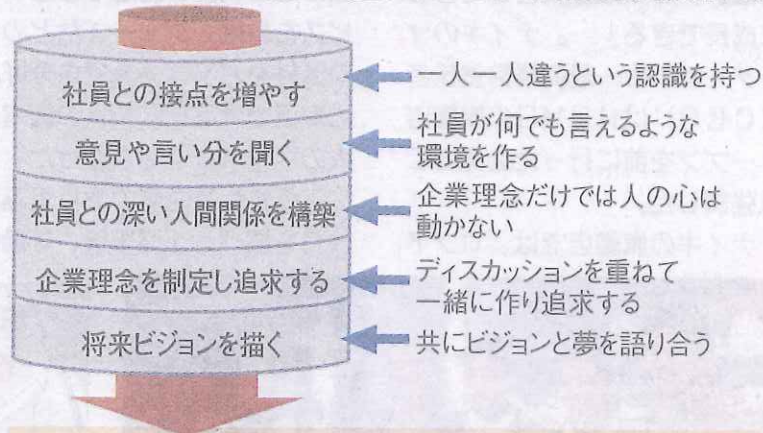 社員との接点を増やす
一人一人違うという認識を持つ
意見や言い分を聞く
社員が何でも言えるような
環境を作る
社員との深い人間関係を構築
企業理念だけでは人の心は
動かない
企業理念を制定し追求する
ディスカッションを重ねて
一緒に作り追求する
将来ビジョンを描く
共にビジョンと夢を語り合う